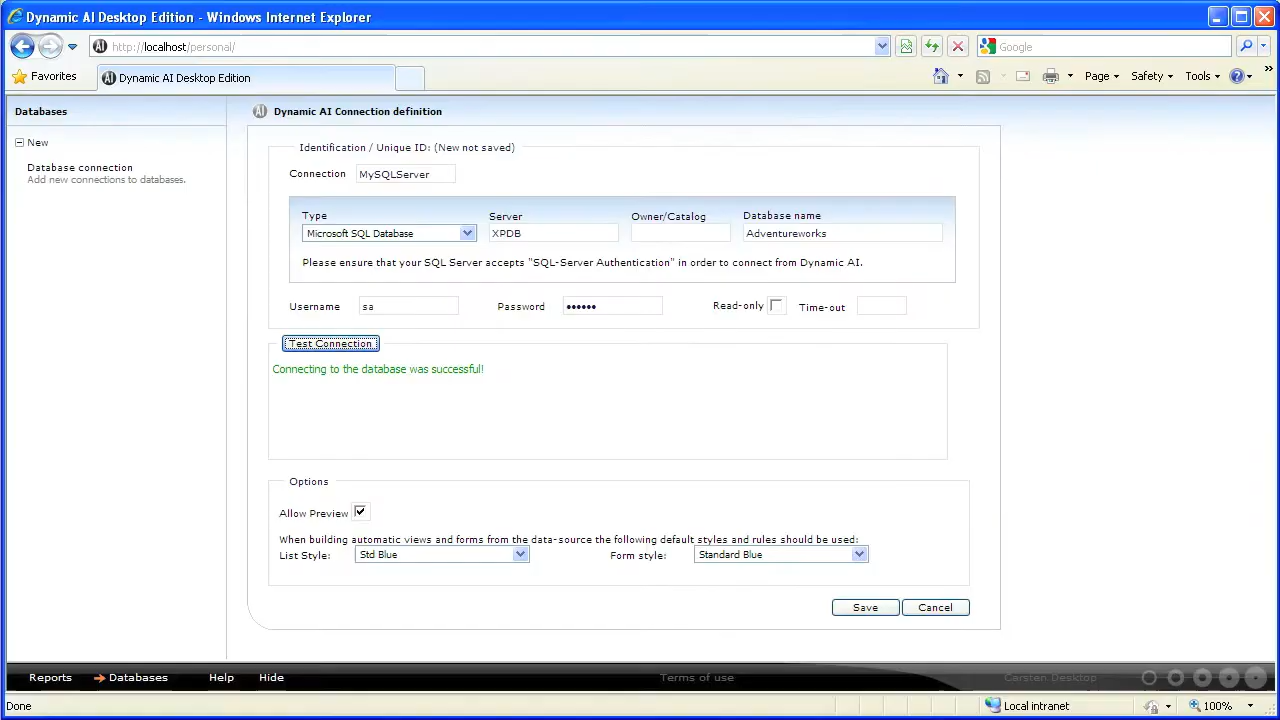 Dynamic AI Desktop Edition - Windows Internet Explorer
http://localhost/personal/
Google
Favorites
Dynamic AI Desktop Edition
Page
Safety
Tools
Databases
New
Database connection
Add new connections to databases.
AI Dynamic AI Connection definition
Identification / Unique ID: (New not saved)
Connection MySQLServer
Type Server Owner/Catalog Database name
Microsoft SQL Database XPDB Adventureworks
Please ensure that your SQL Server accepts "SQL-Server Authentication" in order to connect from Dynamic AI.
Username sa Password •••••• Read-only Time-out
Test Connection
Connecting to the database was successful!
Options
Allow Preview
When building automatic views and forms from the data-source the following default styles and rules should be used:
List Style: Std Blue Form style: Standard Blue
Save Cancel
Reports Databases Help Hide Terms of use Carsten Desktop
Done Local intranet 100%